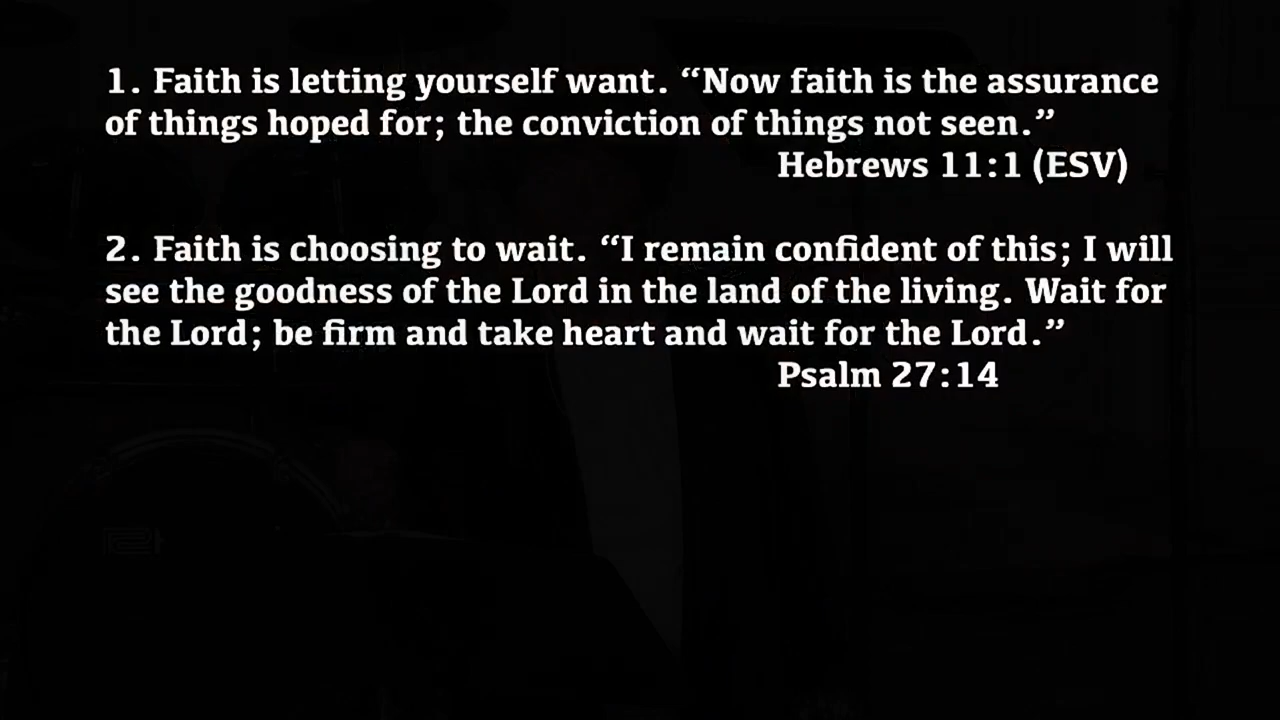 1. Faith is letting yourself want. “Now faith is the assurance
of things hoped for; the conviction of things not seen.”
Hebrews 11:1 (ESV)
2. Faith is choosing to wait. “I remain confident of this; I will
see the goodness of the Lord in the land of the living. Wait for
the Lord; be firm and take heart and wait for the Lord.”
Psalm 27:14